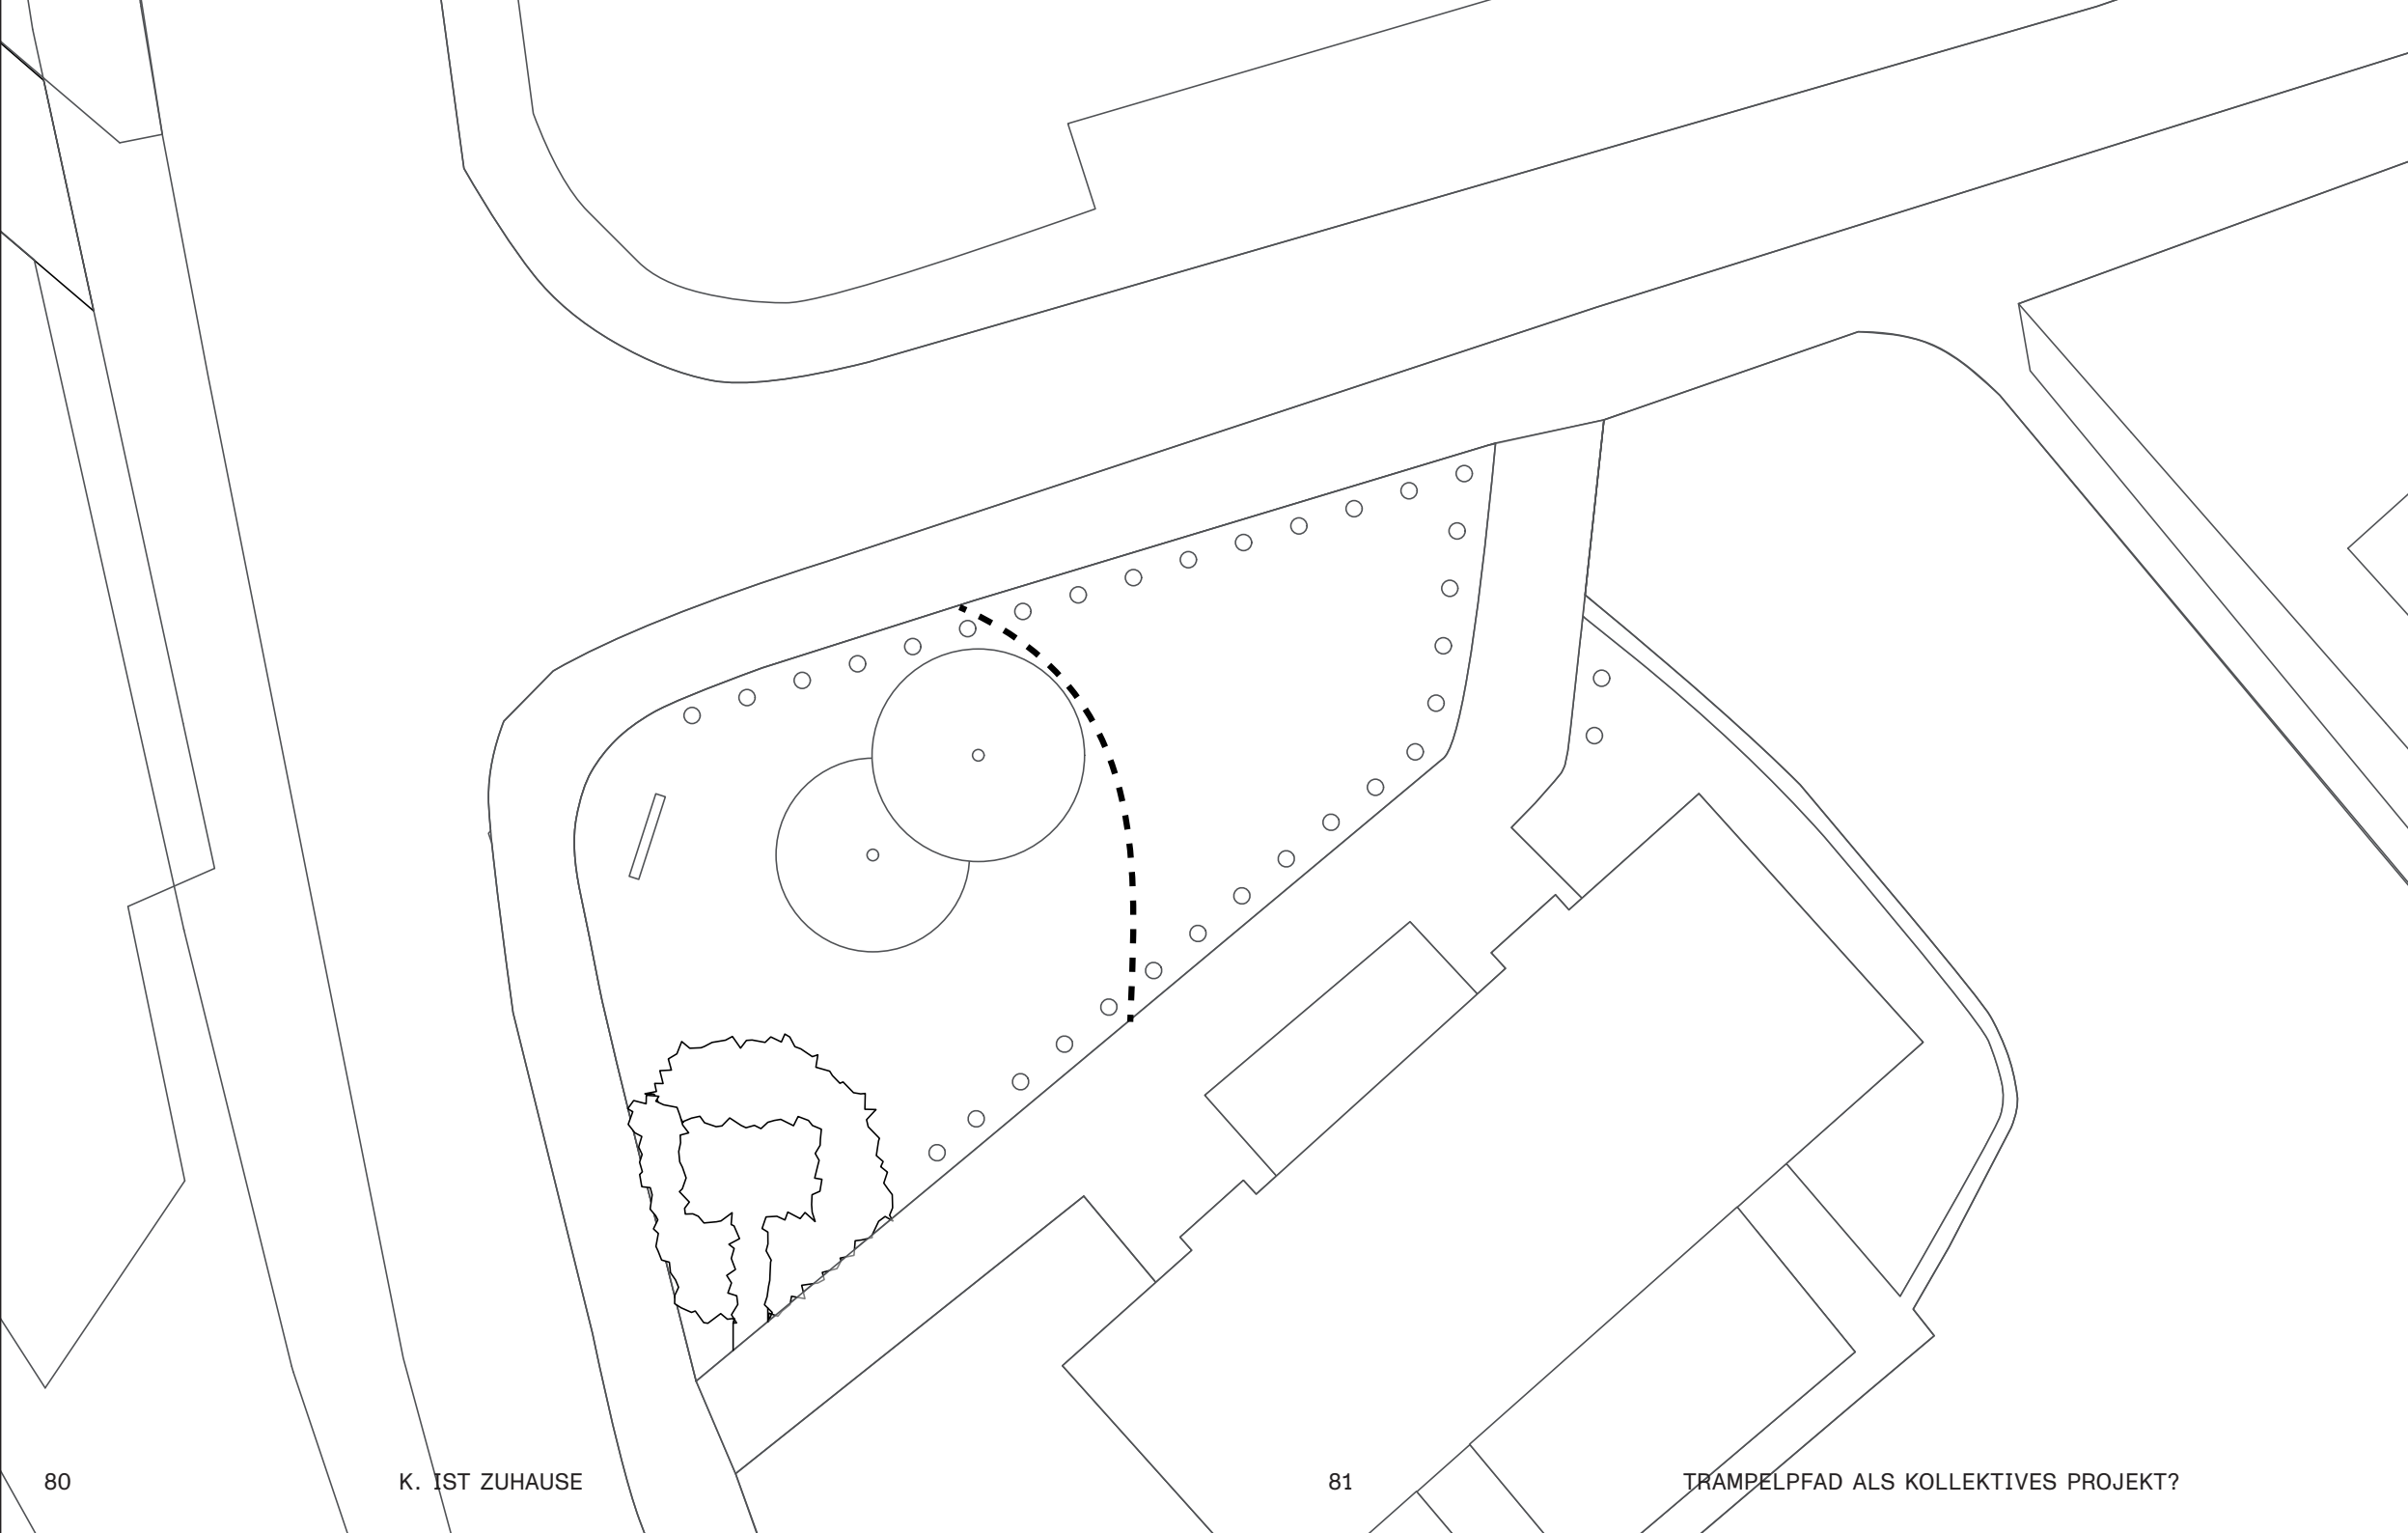 80
K. IST ZUHAUSE
81
TRAMPELPFAD ALS KOLLEKTIVES PROJEKT?